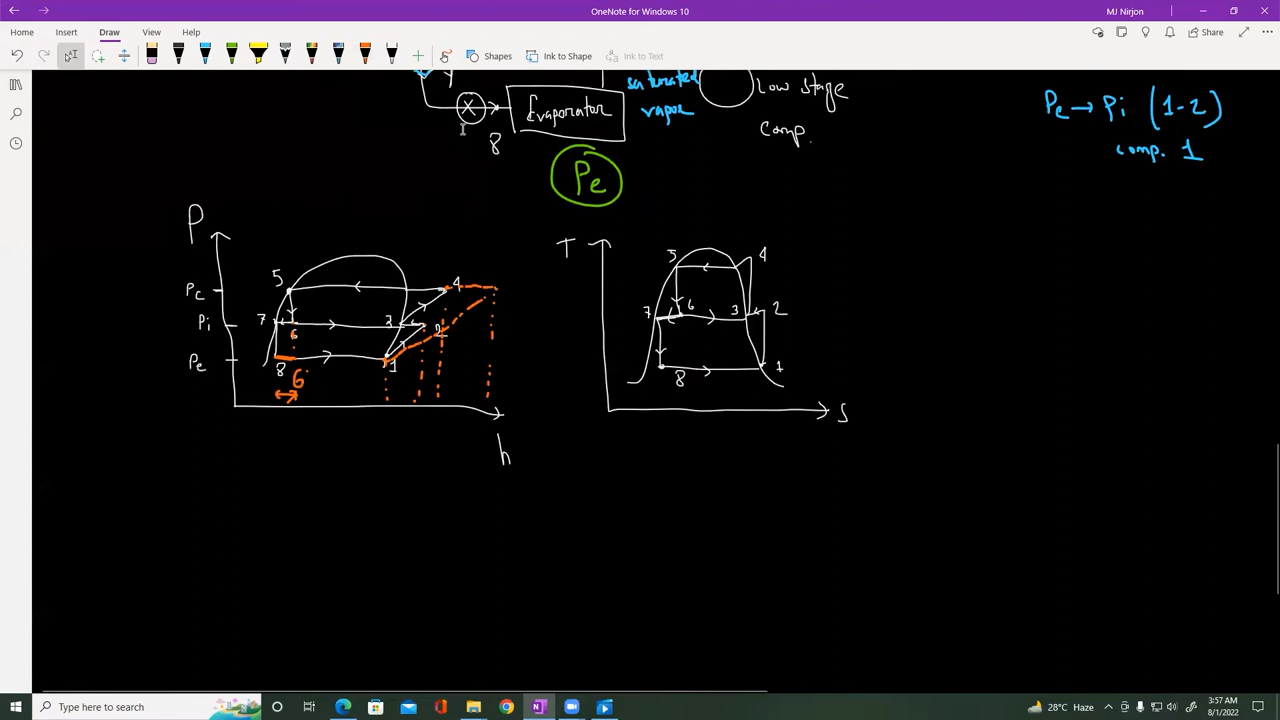 OneNote for Windows 10
MJ Nirjon
Home Insert Draw View Help
Share
Shapes Ink to Shape Ink to Text
Evaporator
8
saturated
vapor
low stage
comp.
Pe
Pe → Pi (1-2)
comp. 1
P
Pc
Pi
Pe
5
4
7
6
3
2
8
1
6'
h
T
5
4
7
6
3
2
8
1
s
Type here to search
28°C Haze
3:57 AM
8/1/2022